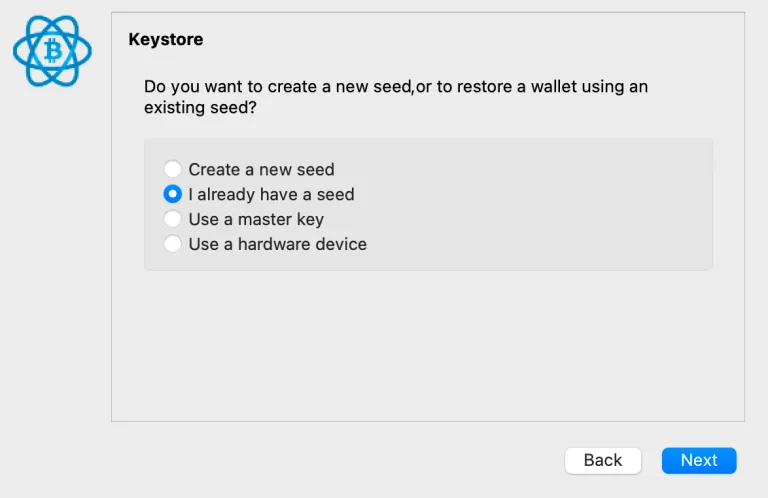 Keystore
Do you want to create a new seed,or to restore a wallet using an
existing seed?
Create a new seed
I already have a seed
Use a master key
Use a hardware device
Back
Next